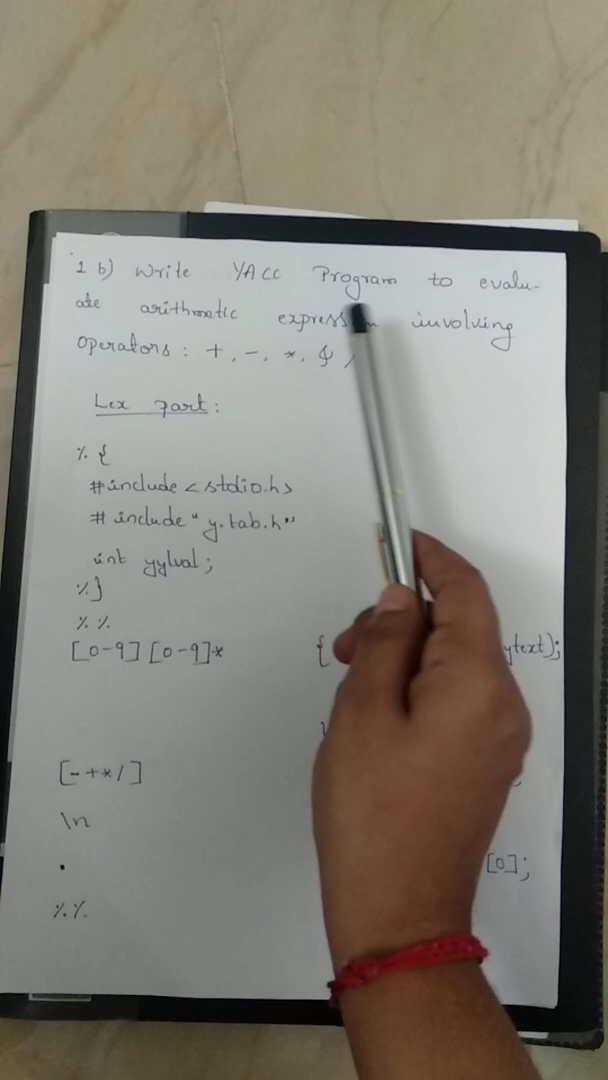 1 b) Write YACC Program to evalu-
ate arithmetic involving
Operators : +, -, *, & /
Lex part :
%{
#include <stdio.h>
# include "y.tab.h"
int yylval;
%}
%%
[0-9][0-9]* { ytext);
[-+*/]
\n
. [0];
%%